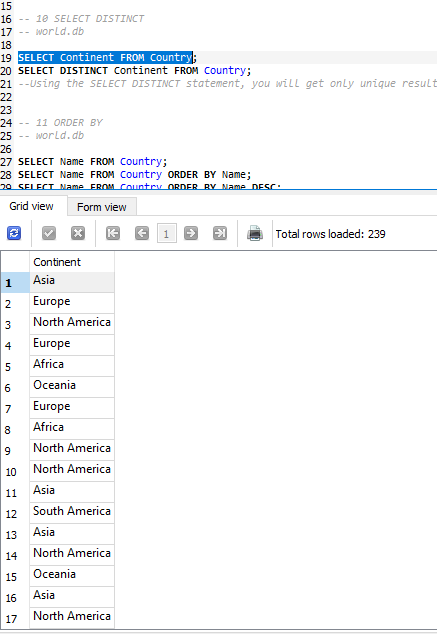 15
16 -- 10 SELECT DISTINCT
17 -- world.db
18
19 SELECT Continent FROM Country;
20 SELECT DISTINCT Continent FROM Country;
21 --Using the SELECT DISTINCT statement, you will get only unique result
22
23
24 -- 11 ORDER BY
25 -- world.db
26
27 SELECT Name FROM Country;
28 SELECT Name FROM Country ORDER BY Name;
29 SELECT Name FROM Country ORDER BY Name DESC;
Grid view Form view
1 Total rows loaded: 239
Continent
1 Asia
2 Europe
3 North America
4 Europe
5 Africa
6 Oceania
7 Europe
8 Africa
9 North America
10 North America
11 Asia
12 South America
13 Asia
14 North America
15 Oceania
16 Asia
17 North America